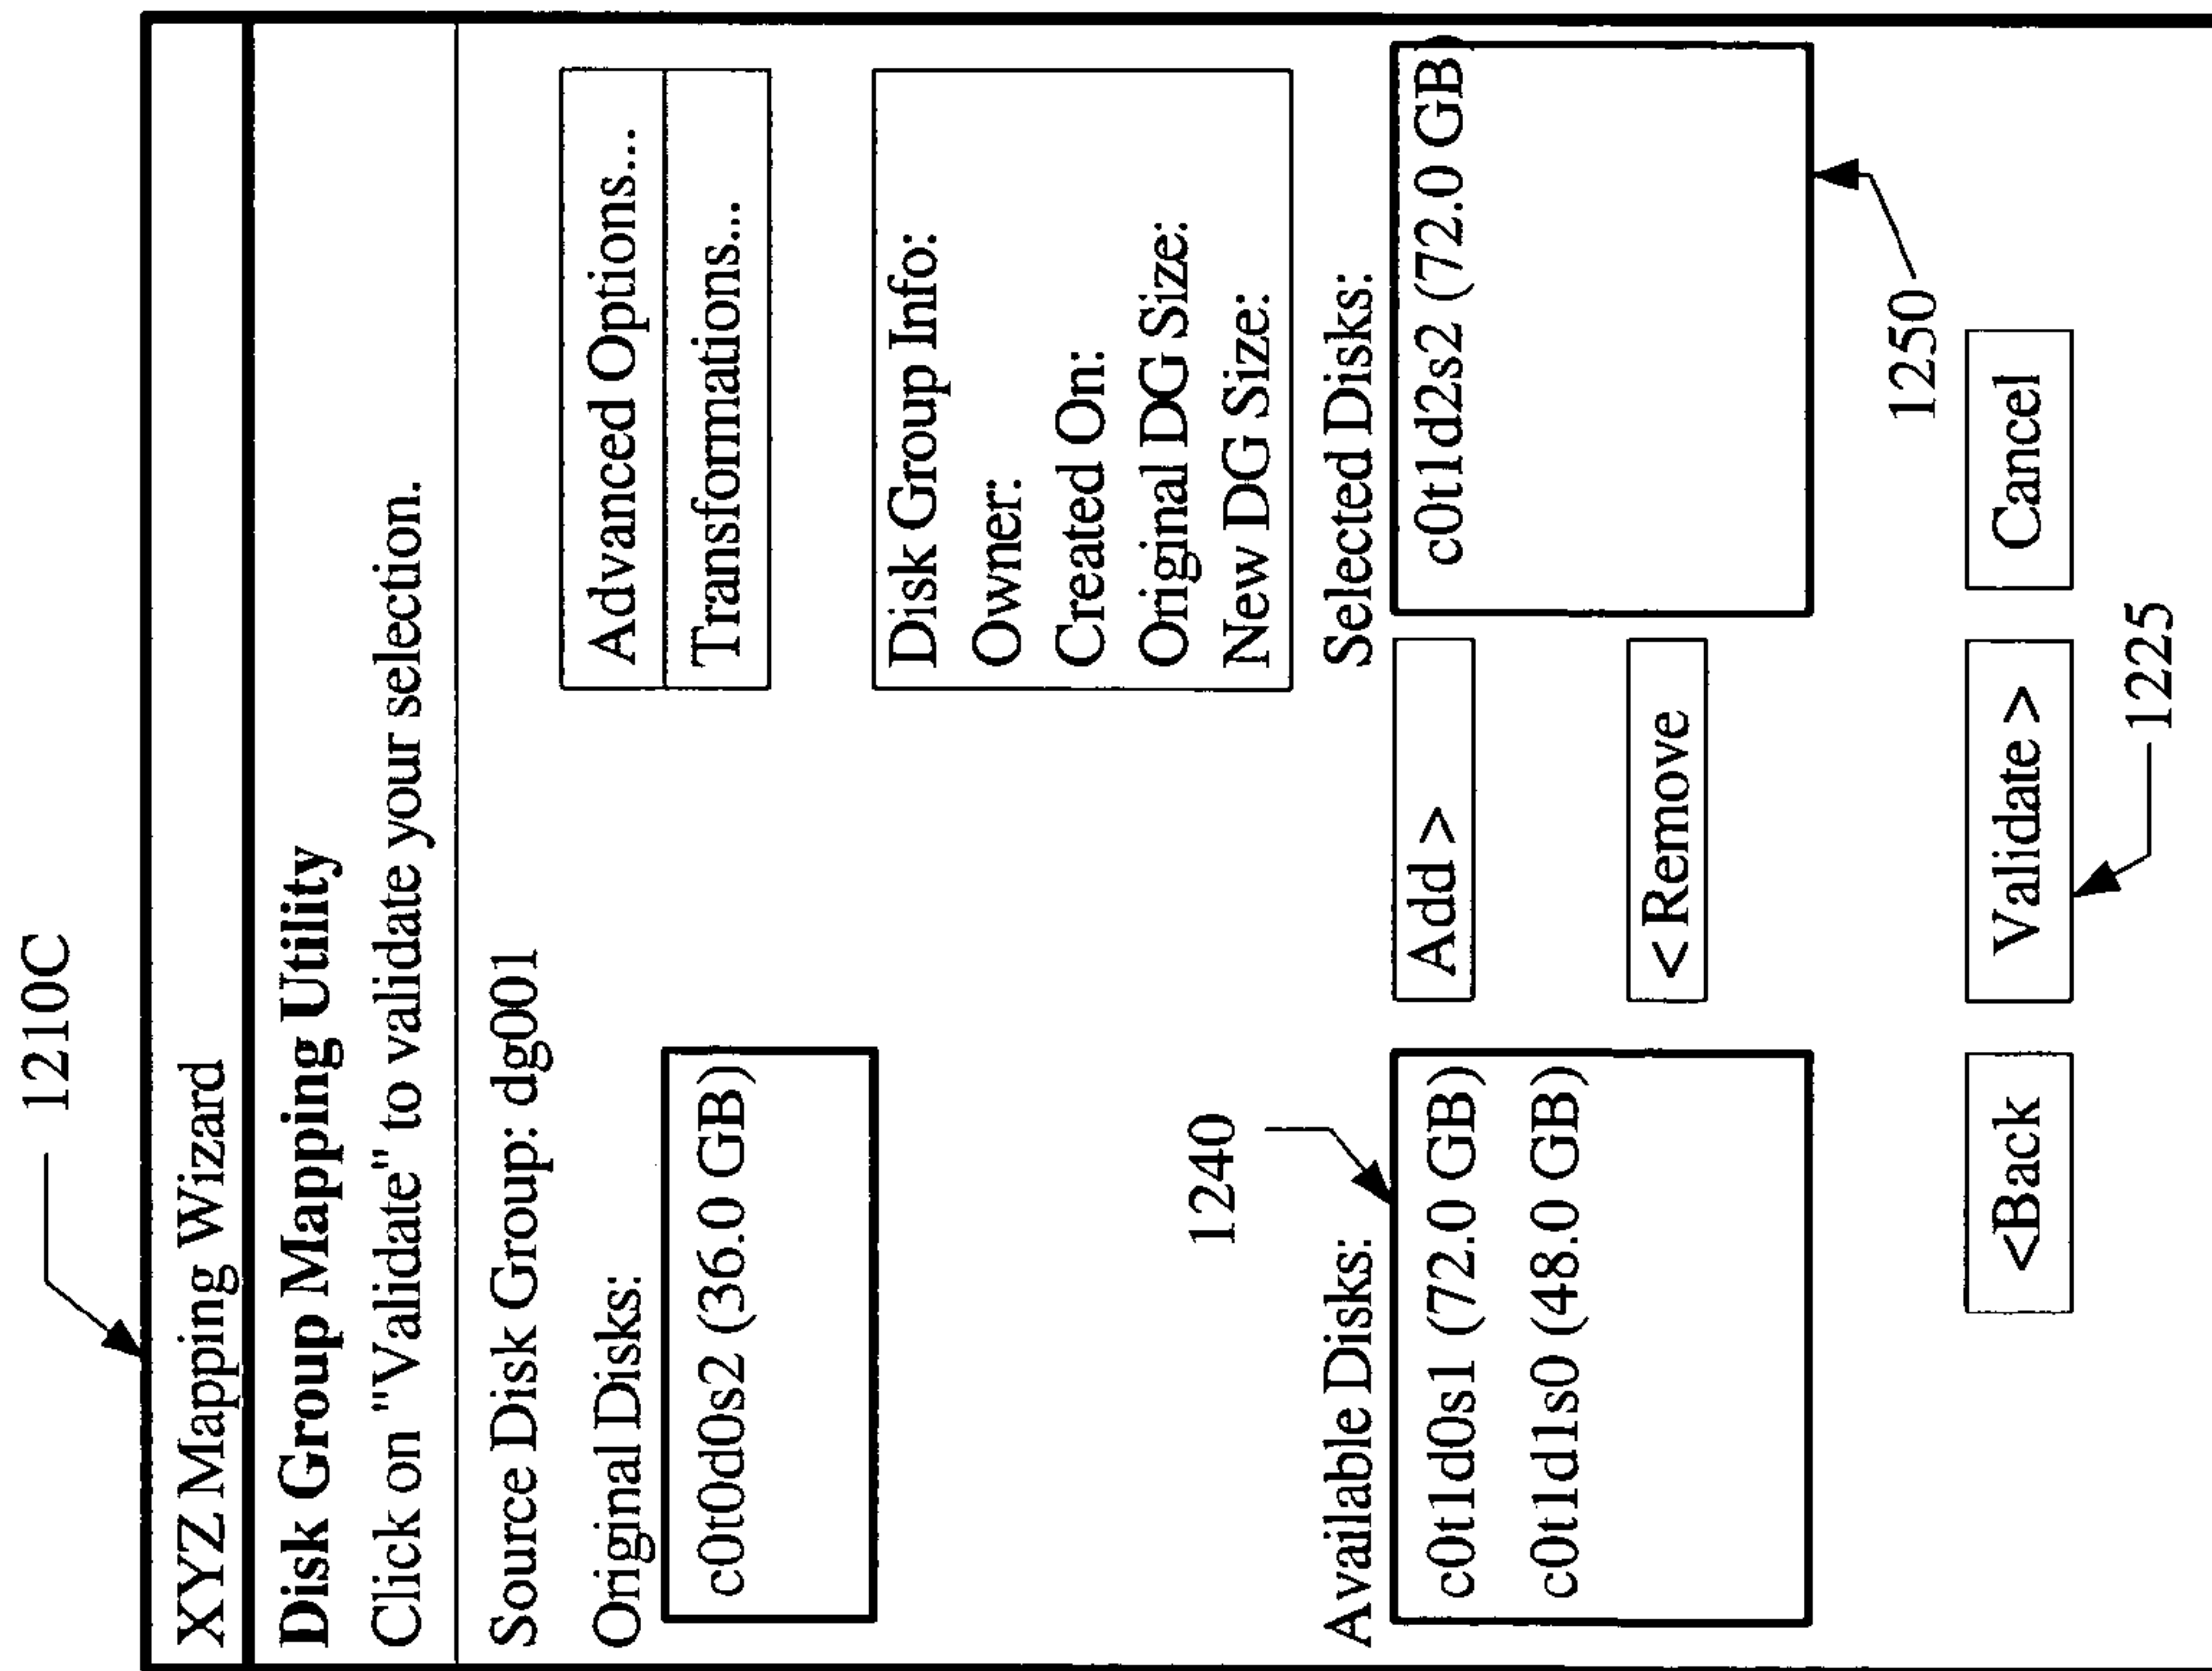 1210C
XYZ Mapping Wizard
Disk Group Mapping Utility
Click on "Validate" to validate your selection.
Source Disk Group: dg001
Original Disks:
c0t0d0s2 (36.0 GB)
Advanced Options...
Transformations...
Disk Group Info:
Owner:
Created On:
Original DG Size:
New DG Size:
1240
Available Disks:
c0t1d0s1 (72.0 GB)
c0t1d1s0 (48.0 GB)
Add >
<Remove
Selected Disks:
c0t1d2s2 (72.0 GB)
1250
<Back
Validate >
Cancel
1225